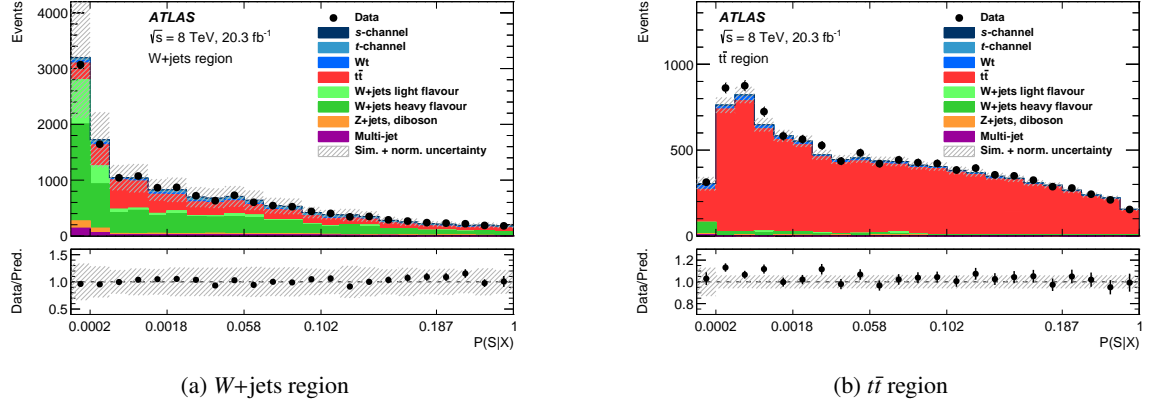 Events
4000
3000
2000
1000
0
ATLAS
√s = 8 TeV, 20.3 fb⁻¹
W+jets region
Data
s-channel
t-channel
Wt
tt̄
W+jets light flavour
W+jets heavy flavour
Z+jets, diboson
Multi-jet
Sim. + norm. uncertainty
Data/Pred.
1.5
1.0
0.5
0.0002 0.0018 0.058 0.102 0.187 1
P(S|X)
(a) W+jets region
Events
1000
500
0
ATLAS
√s = 8 TeV, 20.3 fb⁻¹
tt̄ region
Data
s-channel
t-channel
Wt
tt̄
W+jets light flavour
W+jets heavy flavour
Z+jets, diboson
Multi-jet
Sim. + norm. uncertainty
Data/Pred.
1.2
1.0
0.8
0.0002 0.0018 0.058 0.102 0.187 1
P(S|X)
(b) tt̄ region